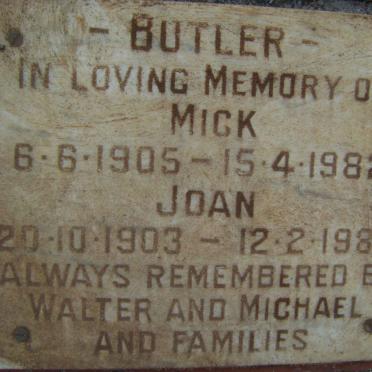 - BUTLER -
IN LOVING MEMORY O
MICK
6·6·1905 - 15·4·1982
JOAN
20·10·1903 - 12·2·198
ALWAYS REMEMBERED B
WALTER AND MICHAEL
AND FAMILIES